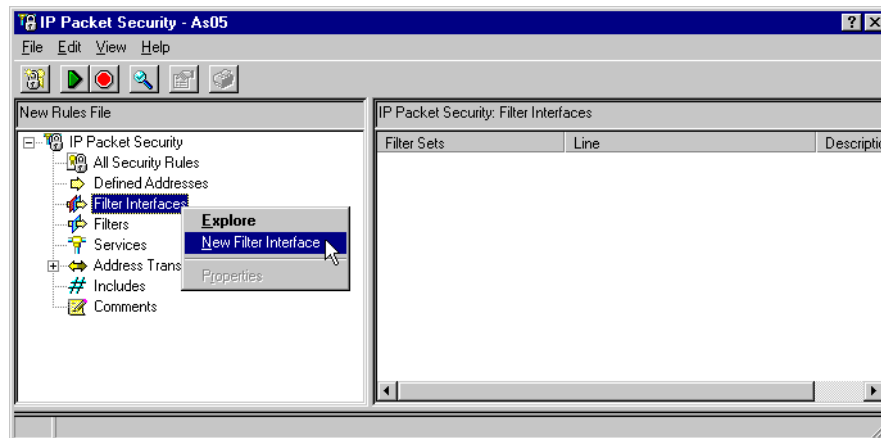 IP Packet Security - As05
File Edit View Help
New Rules File
IP Packet Security: Filter Interfaces
IP Packet Security
All Security Rules
Defined Addresses
Filter Interfaces
Filters
Services
Address Trans
Includes
Comments
Explore
New Filter Interface
Properties
Filter Sets Line Descriptio